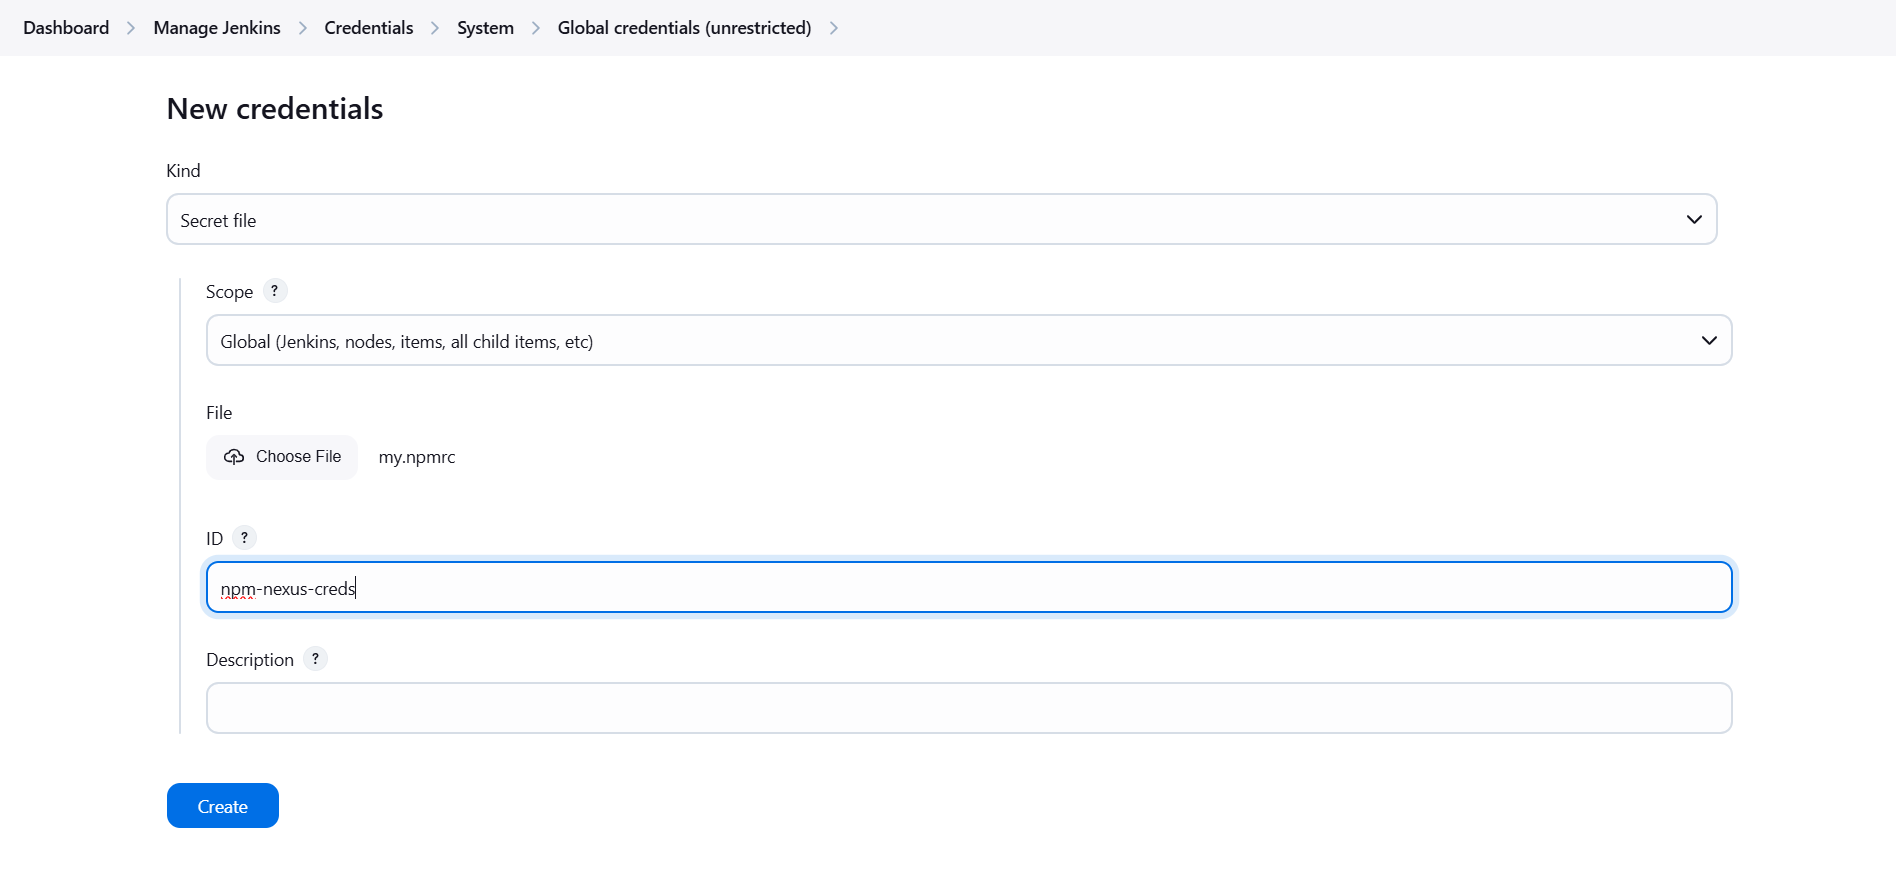 Dashboard > Manage Jenkins > Credentials > System > Global credentials (unrestricted) >
New credentials
Kind
Secret file
Scope ?
Global (Jenkins, nodes, items, all child items, etc)
File
Choose File my.npmrc
ID ?
npm-nexus-creds
Description ?
Create